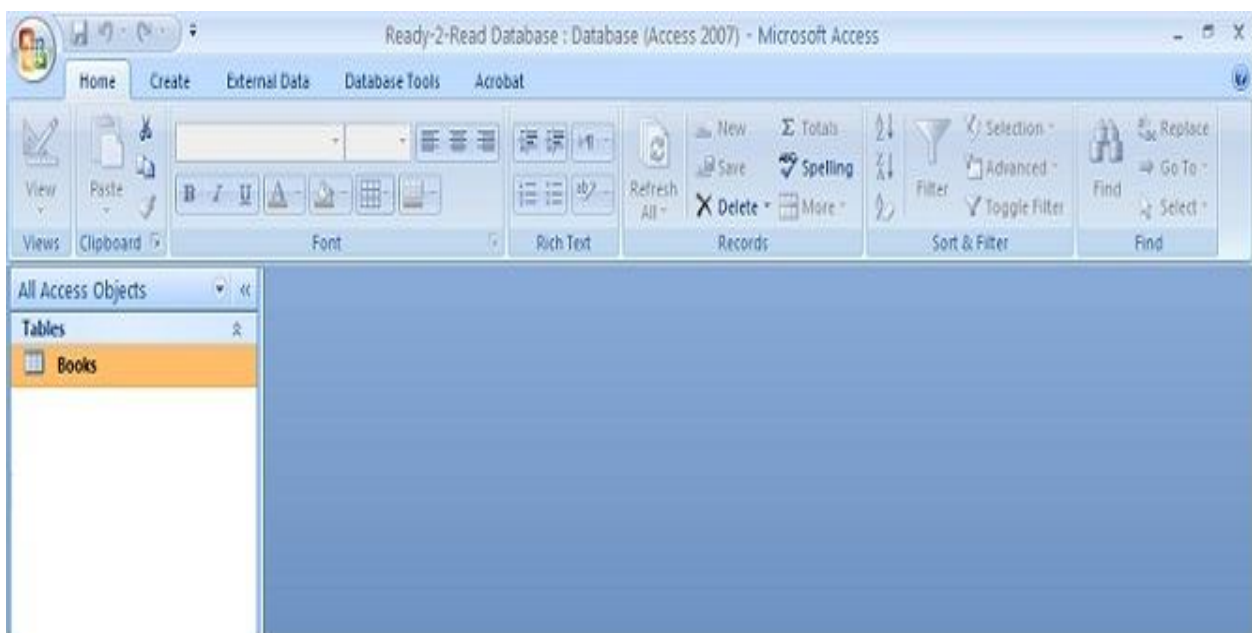 Ready-2-Read Database : Database (Access 2007) - Microsoft Access
Home Create External Data Database Tools Acrobat
New Σ Totals Selection Replace
Save Spelling Advanced Go To
View Paste B I U A Refresh All Delete More Filter Toggle Filter Find Select
Views Clipboard Font Rich Text Records Sort & Filter Find
All Access Objects
Tables
Books